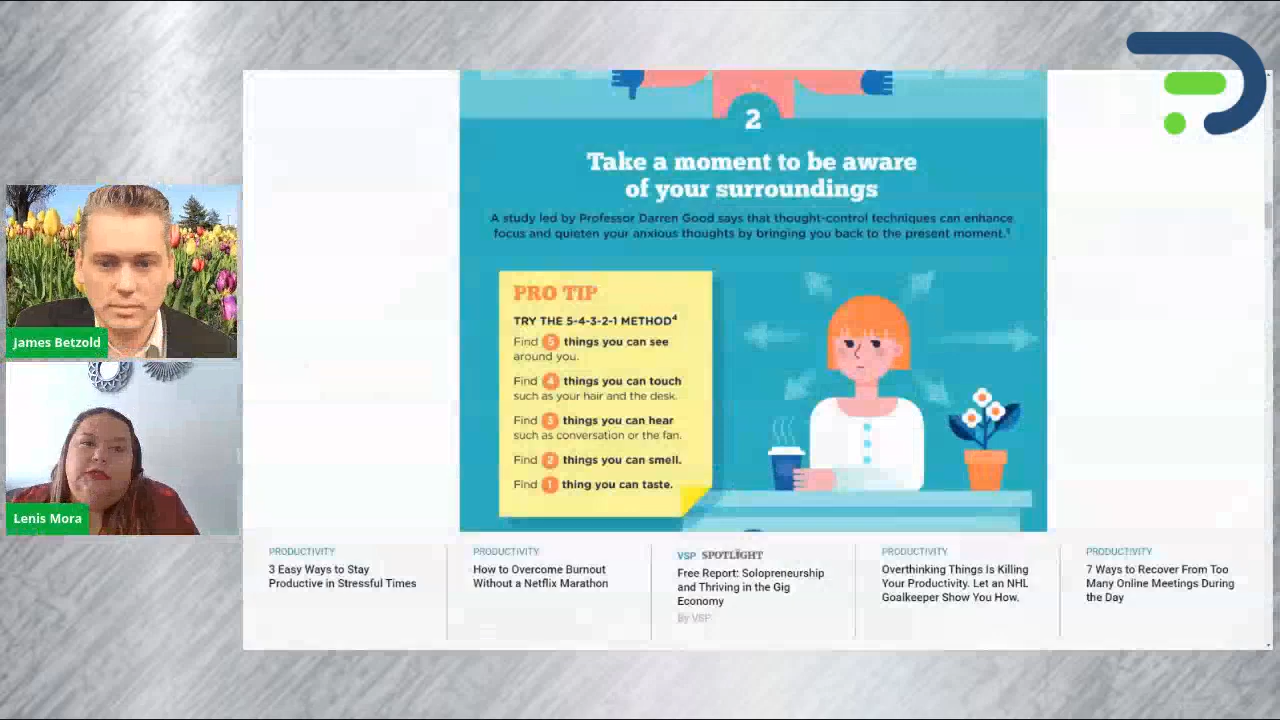 2
Take a moment to be aware
of your surroundings
A study led by Professor Darren Good says that thought-control techniques can enhance
focus and quieten your anxious thoughts by bringing you back to the present moment.¹
PRO TIP
TRY THE 5-4-3-2-1 METHOD⁴
Find 5 things you can see
around you.
Find 4 things you can touch
such as your hair and the desk.
Find 3 things you can hear
such as conversation or the fan.
Find 2 things you can smell.
Find 1 thing you can taste.
James Betzold
Lenis Mora
PRODUCTIVITY
3 Easy Ways to Stay
Productive in Stressful Times
PRODUCTIVITY
How to Overcome Burnout
Without a Netflix Marathon
VSP SPOTLIGHT
Free Report: Solopreneurship
and Thriving in the Gig
Economy
By VSP
PRODUCTIVITY
Overthinking Things Is Killing
Your Productivity. Let an NHL
Goalkeeper Show You How.
PRODUCTIVITY
7 Ways to Recover From Too
Many Online Meetings During
the Day